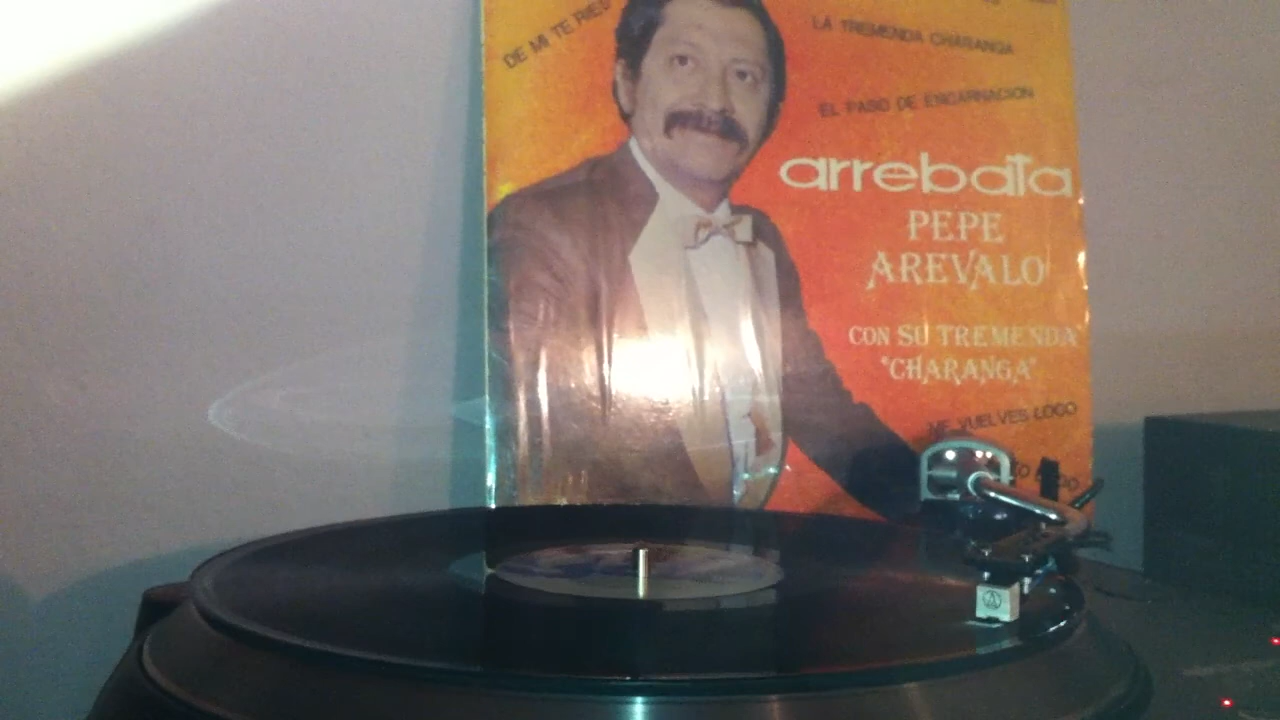 DE MI TE RIES
LA TREMENDA CHARANGA
EL PASO DE ENCARNACION
arrebata
PEPE
AREVALO
CON SU TREMENDA
"CHARANGA"
ME VUELVES LOCO